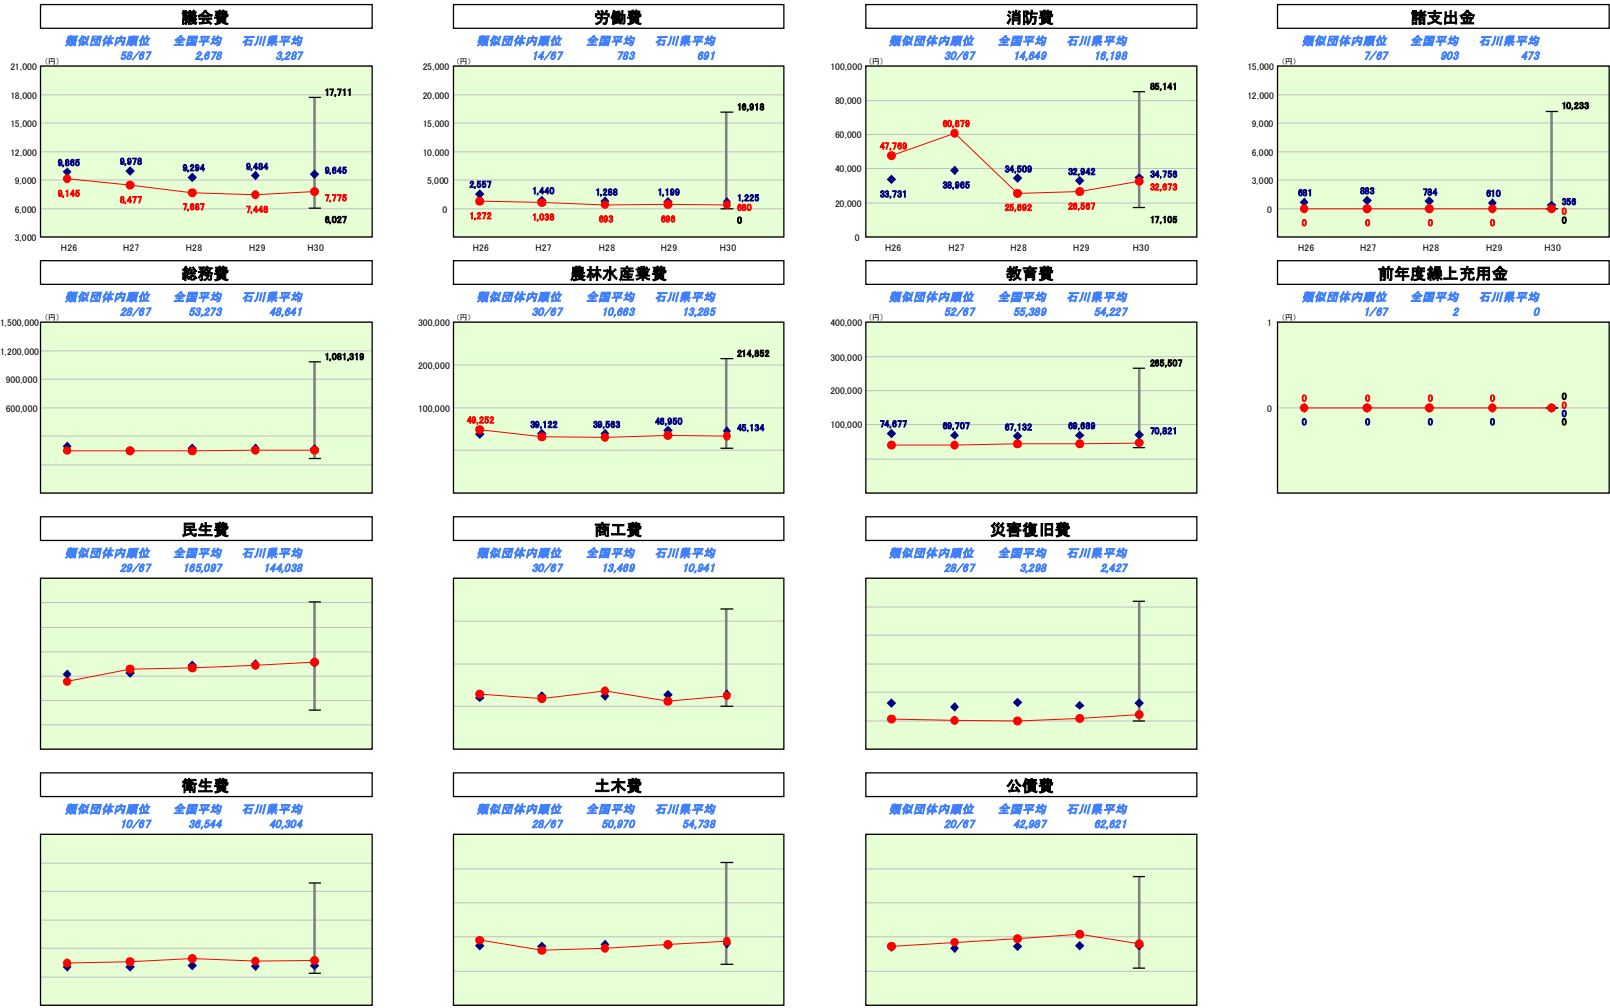 議会費
類似団体内順位 全国平均 石川県平均
58/67 2,678 3,287
(円)
21,000
18,000
15,000
12,000
9,000
6,000
3,000
17,711
9,865 9,978 9,294 9,484 9,645
9,145 8,477 7,687 7,448 7,775
6,027
H26 H27 H28 H29 H30
労働費
類似団体内順位 全国平均 石川県平均
14/67 783 691
(円)
25,000
20,000
15,000
10,000
5,000
0
16,918
2,557 1,440 1,288 1,199 1,225
1,272 1,038 693 696 680
0
H26 H27 H28 H29 H30
消防費
類似団体内順位 全国平均 石川県平均
30/67 14,649 16,198
(円)
100,000
80,000
60,000
40,000
20,000
0
85,141
47,769 60,879 25,692 26,567 32,673
33,731 38,965 34,509 32,942 34,756
17,105
H26 H27 H28 H29 H30
諸支出金
類似団体内順位 全国平均 石川県平均
7/67 903 473
(円)
15,000
12,000
9,000
6,000
3,000
0
10,233
681 883 784 610 356
0 0 0 0 0
0
H26 H27 H28 H29 H30
総務費
類似団体内順位 全国平均 石川県平均
28/67 53,273 48,641
(円)
1,500,000
1,200,000
900,000
600,000
1,081,319
農林水産業費
類似団体内順位 全国平均 石川県平均
30/67 10,663 13,285
(円)
300,000
200,000
100,000
214,852
49,252 39,122 39,563 46,950 45,134
教育費
類似団体内順位 全国平均 石川県平均
52/67 55,389 54,227
(円)
400,000
300,000
200,000
100,000
265,507
74,677 69,707 67,132 69,689 70,821
前年度繰上充用金
類似団体内順位 全国平均 石川県平均
1/67 2 0
(円)
1
0
0
0 0 0 0 0
0 0 0 0 0
0
民生費
類似団体内順位 全国平均 石川県平均
29/67 165,097 144,038
商工費
類似団体内順位 全国平均 石川県平均
30/67 13,469 10,941
災害復旧費
類似団体内順位 全国平均 石川県平均
28/67 3,298 2,427
衛生費
類似団体内順位 全国平均 石川県平均
10/67 36,544 40,304
土木費
類似団体内順位 全国平均 石川県平均
28/67 50,970 54,738
公債費
類似団体内順位 全国平均 石川県平均
20/67 42,987 62,621